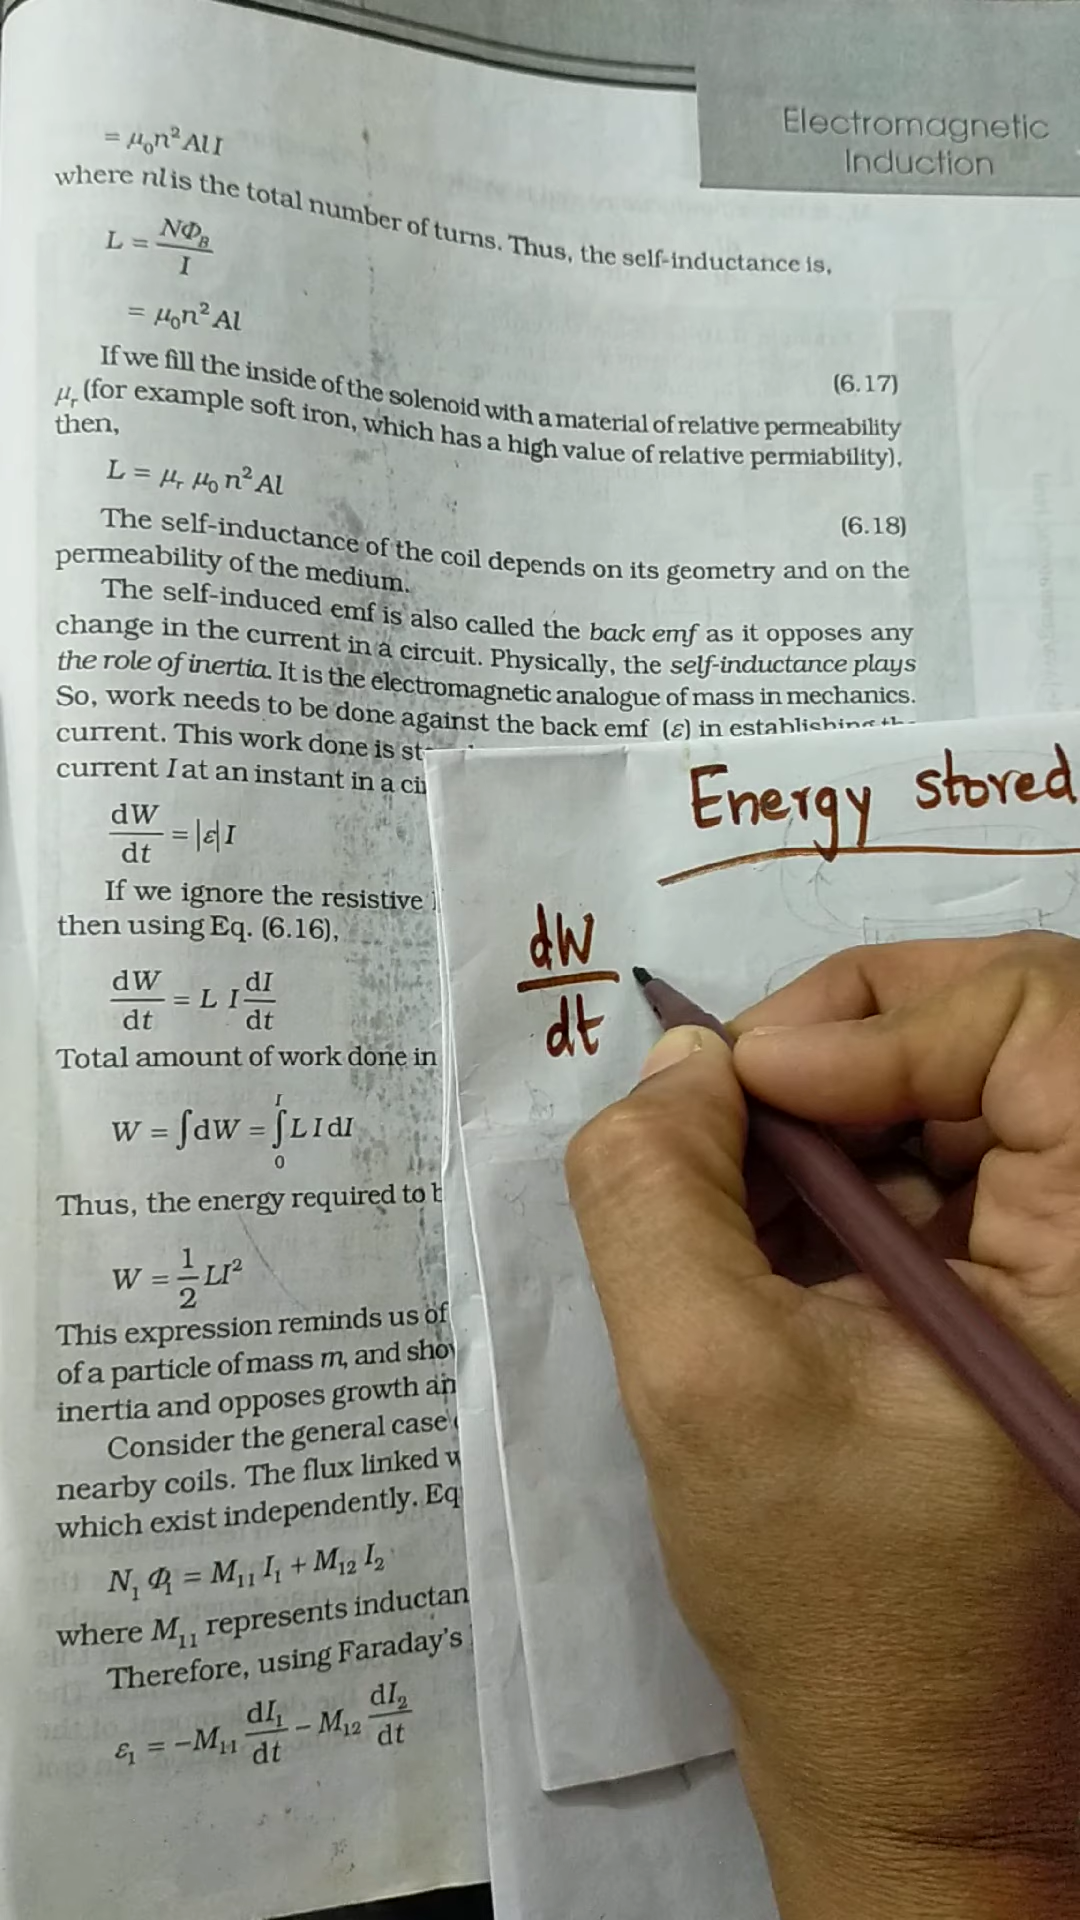 Electromagnetic
Induction
= μ₀n² A l I
where nl is the total number of turns. Thus, the self-inductance is,
L = NΦ_B / I
= μ₀n² Al
(6.17)
If we fill the inside of the solenoid with a material of relative permeability
μᵣ (for example soft iron, which has a high value of relative permiability),
then,
L = μᵣ μ₀ n² Al
(6.18)
The self-inductance of the coil depends on its geometry and on the
permeability of the medium.
The self-induced emf is also called the back emf as it opposes any
change in the current in a circuit. Physically, the self-inductance plays
the role of inertia. It is the electromagnetic analogue of mass in mechanics.
So, work needs to be done against the back emf (ε) in establishing
current. This work done is
current I at an instant in a
dW/dt = |ε| I
If we ignore the resistive
then using Eq. (6.16),
dW/dt = L I dI/dt
Total amount of work done in
W = ∫dW = ∫₀ᴵ L I dI
Thus, the energy required to
W = 1/2 LI²
This expression reminds us of
of a particle of mass m, and
inertia and opposes growth
Consider the general case
nearby coils. The flux linked
which exist independently.
N₁ Φ₁ = M₁₁ I₁ + M₁₂ I₂
where M₁₁ represents
Therefore, using Faraday's
ε₁ = −M₁₁ dI₁/dt − M₁₂ dI₂/dt
Energy stored
dW/dt